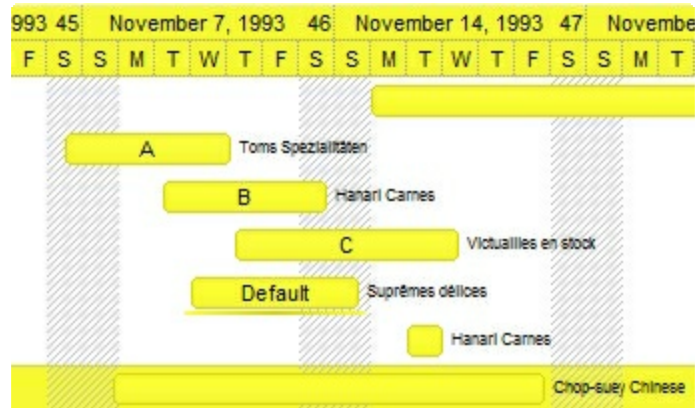 993 45 November 7, 1993 46 November 14, 1993 47 Novembe
F S S M T W T F S S M T W T F S S M T
A Toms Spezialitäten
B Hanari Carnes
C Victuailles en stock
Default Suprêmes délices
Hanari Carnes
Chop-suey Chinese